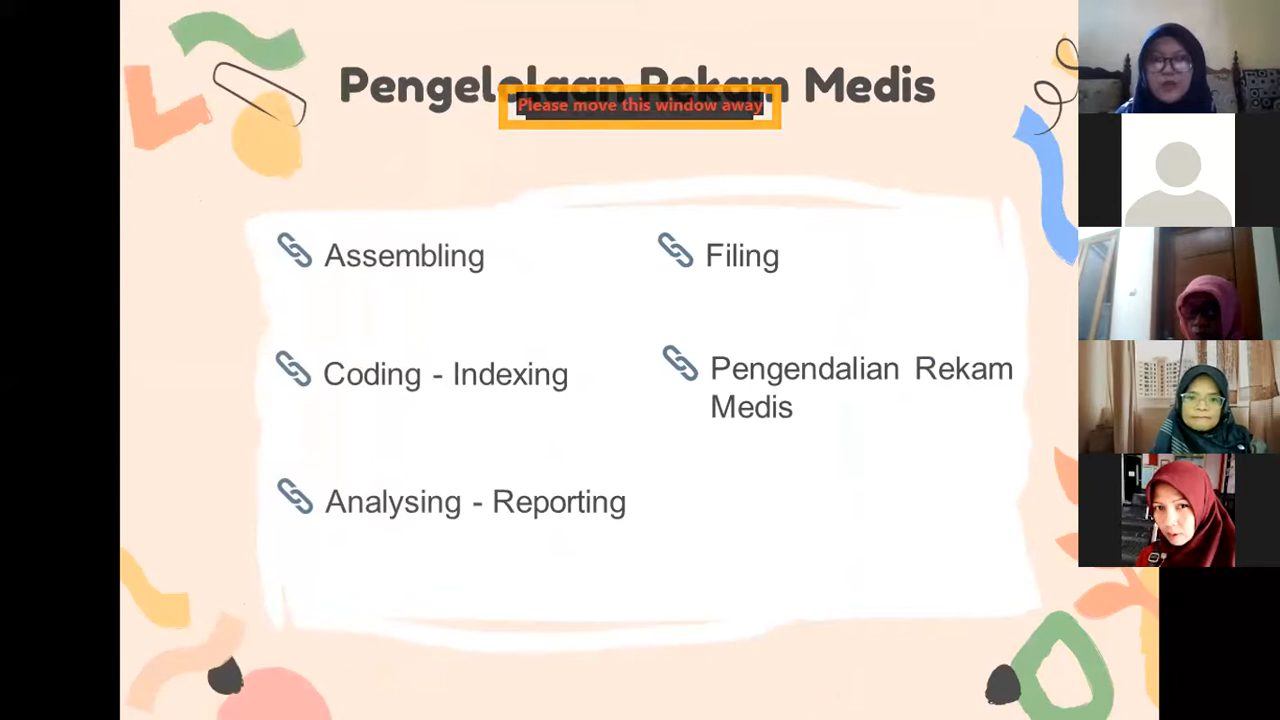 Pengelolaan Rekam Medis
Please move this window away
Assembling
Filing
Coding - Indexing
Pengendalian Rekam
Medis
Analysing - Reporting